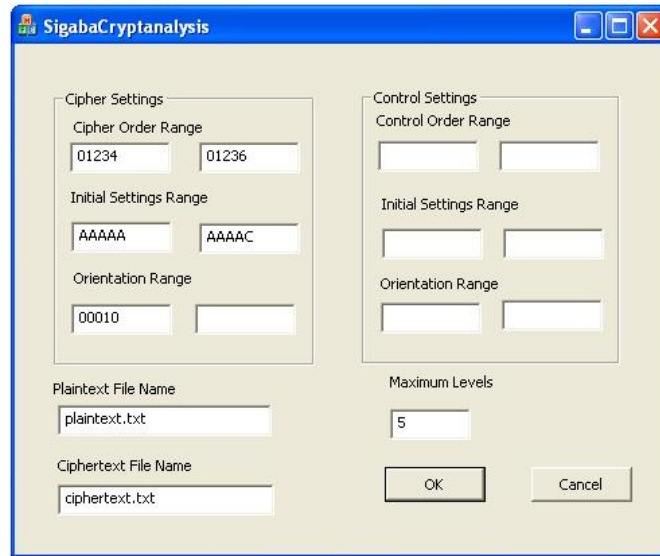 SigabaCryptanalysis
Cipher Settings
Cipher Order Range
01234 01236
Initial Settings Range
AAAAA AAAAC
Orientation Range
00010
Control Settings
Control Order Range
Initial Settings Range
Orientation Range
Plaintext File Name
plaintext.txt
Ciphertext File Name
ciphertext.txt
Maximum Levels
5
OK Cancel